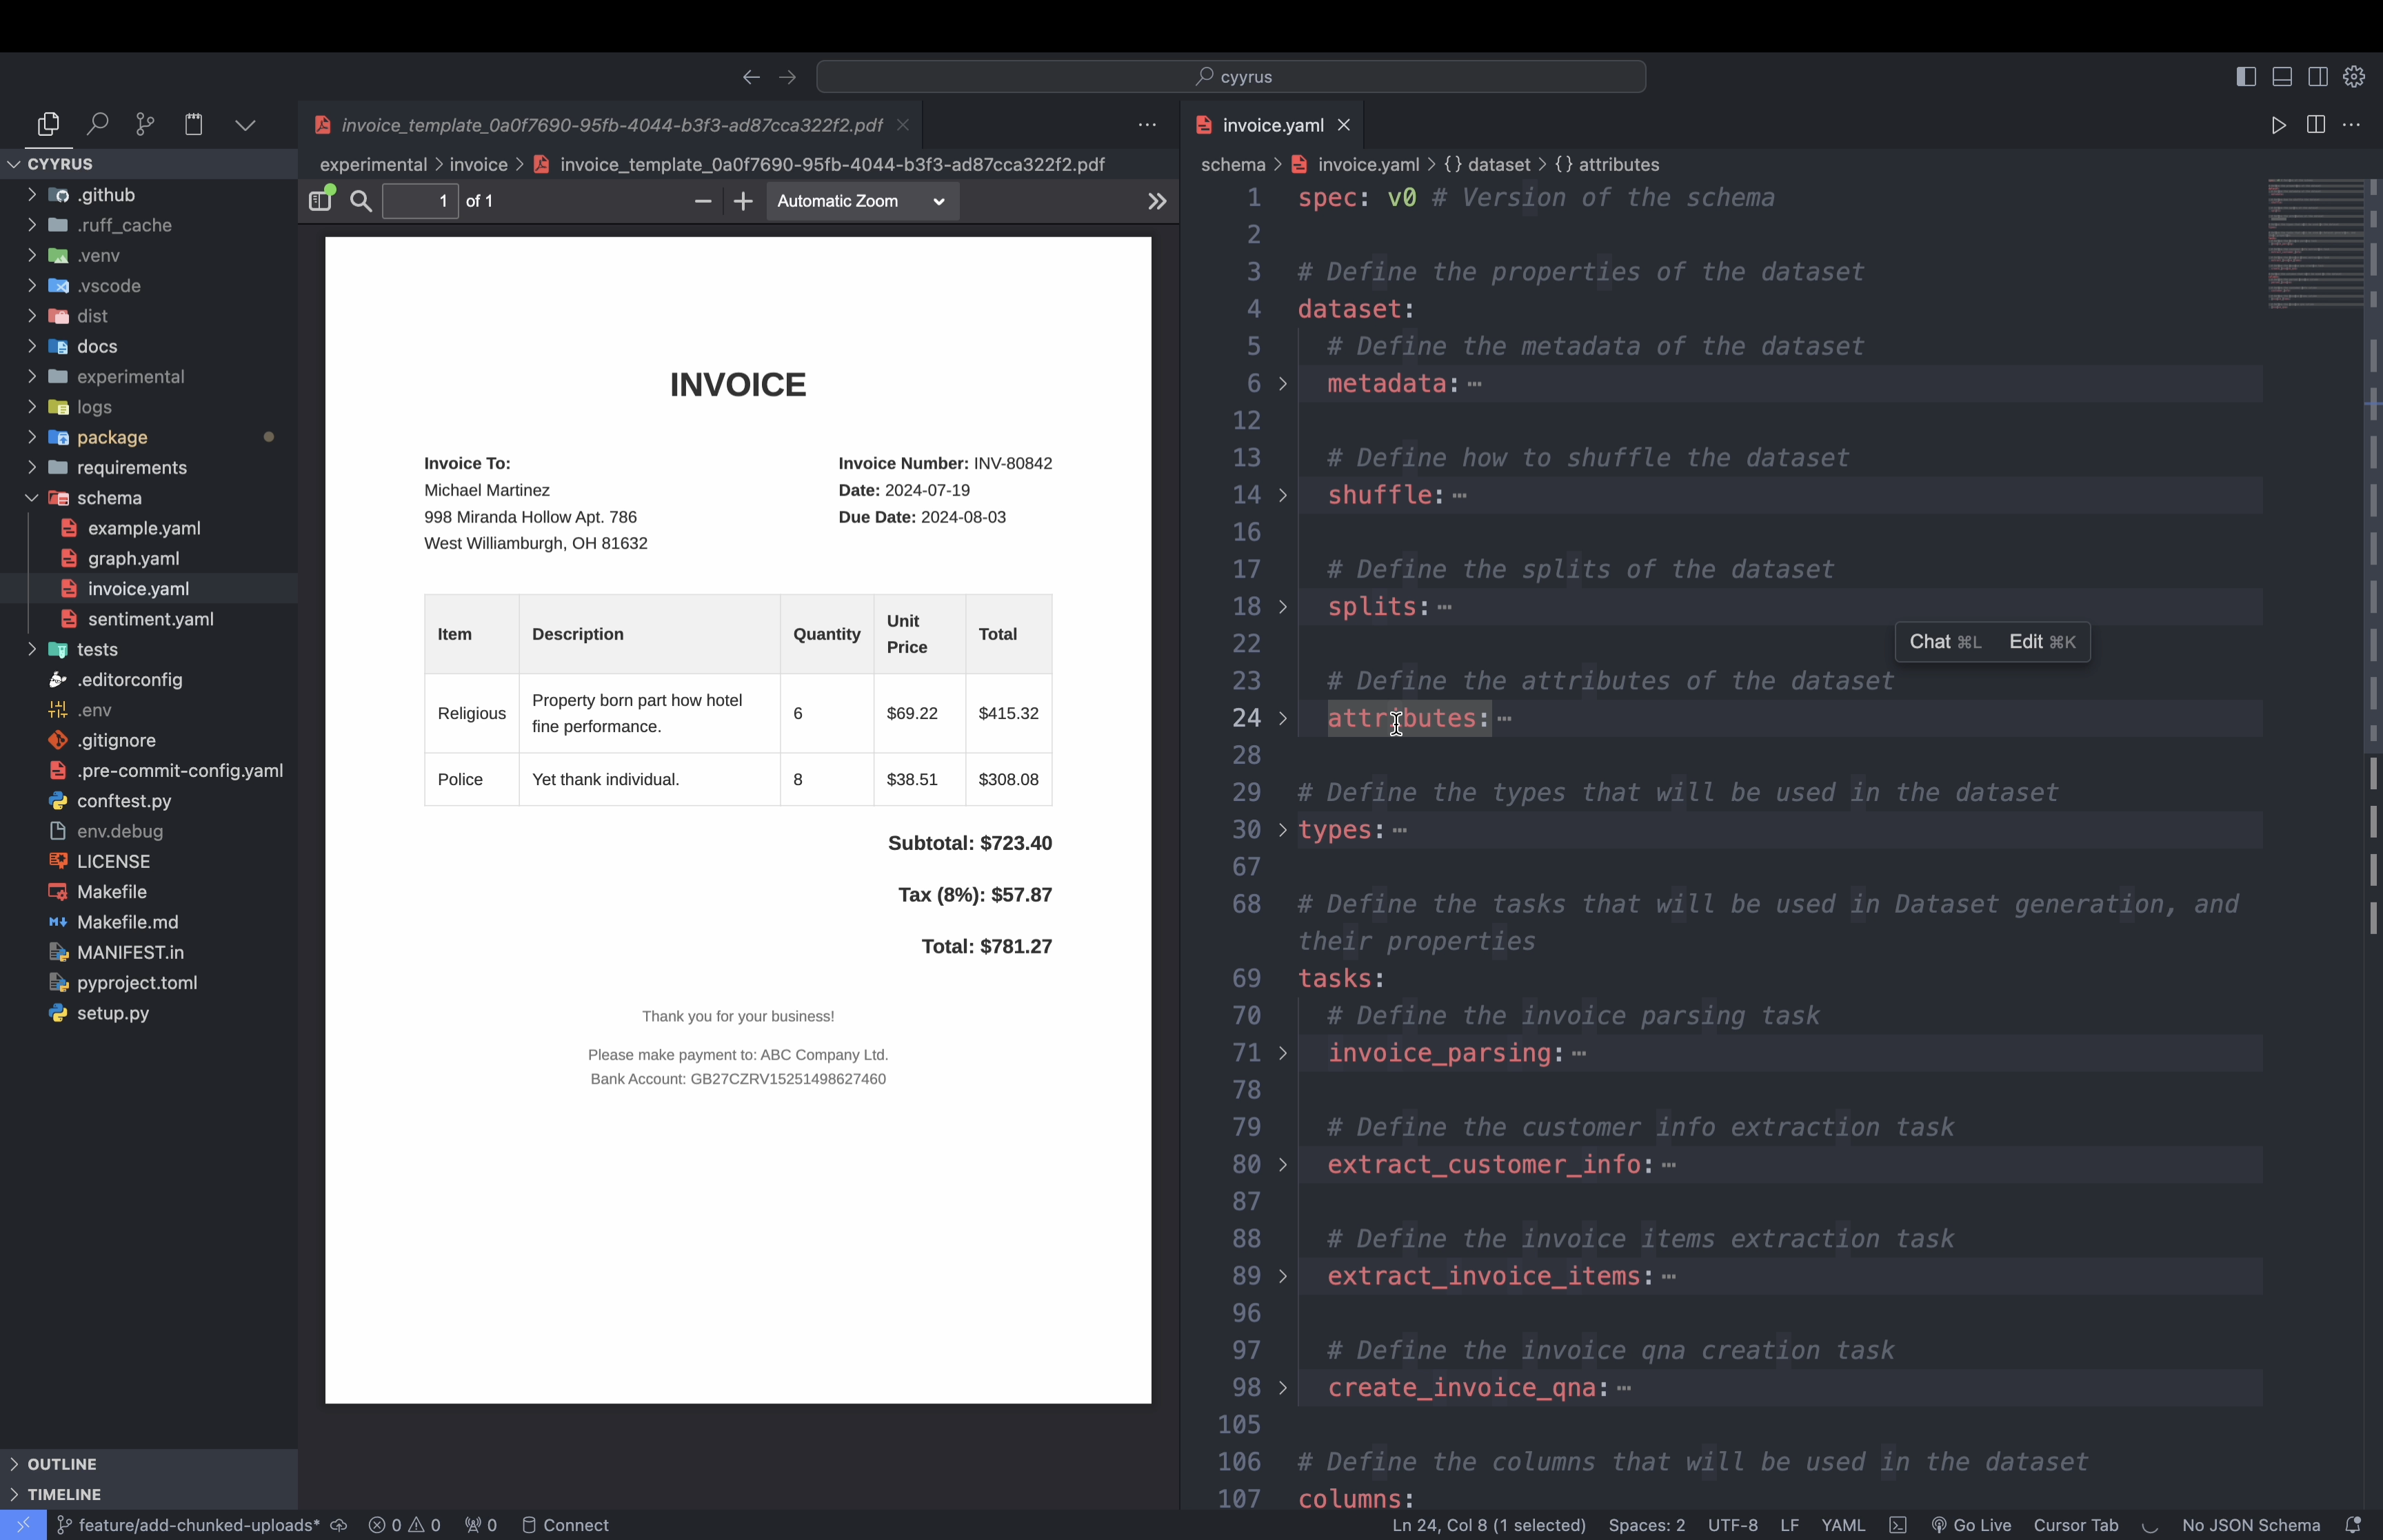 cyyrus
CYYRUS
.github
.ruff_cache
.venv
.vscode
dist
docs
experimental
logs
package
requirements
schema
example.yaml
graph.yaml
invoice.yaml
sentiment.yaml
tests
.editorconfig
.env
.gitignore
.pre-commit-config.yaml
conftest.py
env.debug
LICENSE
Makefile
Makefile.md
MANIFEST.in
pyproject.toml
setup.py
OUTLINE
TIMELINE
invoice_template_0a0f7690-95fb-4044-b3f3-ad87cca322f2.pdf
experimental > invoice > invoice_template_0a0f7690-95fb-4044-b3f3-ad87cca322f2.pdf
1 of 1 Automatic Zoom
INVOICE
Invoice To:
Michael Martinez
998 Miranda Hollow Apt. 786
West Williamburgh, OH 81632
Invoice Number: INV-80842
Date: 2024-07-19
Due Date: 2024-08-03
Item Description Quantity Unit Price Total
Religious Property born part how hotel fine performance. 6 $69.22 $415.32
Police Yet thank individual. 8 $38.51 $308.08
Subtotal: $723.40
Tax (8%): $57.87
Total: $781.27
Thank you for your business!
Please make payment to: ABC Company Ltd.
Bank Account: GB27CZRV15251498627460
invoice.yaml
schema > invoice.yaml > {} dataset > {} attributes
1 spec: v0 # Version of the schema
2
3 # Define the properties of the dataset
4 dataset:
5 # Define the metadata of the dataset
6 metadata:…
12
13 # Define how to shuffle the dataset
14 shuffle:…
16
17 # Define the splits of the dataset
18 splits:…
22
Chat ⌘L Edit ⌘K
23 # Define the attributes of the dataset
24 attributes:…
28
29 # Define the types that will be used in the dataset
30 types:…
67
68 # Define the tasks that will be used in Dataset generation, and
their properties
69 tasks:
70 # Define the invoice parsing task
71 invoice_parsing:…
78
79 # Define the customer info extraction task
80 extract_customer_info:…
87
88 # Define the invoice items extraction task
89 extract_invoice_items:…
96
97 # Define the invoice qna creation task
98 create_invoice_qna:…
105
106 # Define the columns that will be used in the dataset
107 columns:
feature/add-chunked-uploads* 0 0 0 Connect
Ln 24, Col 8 (1 selected) Spaces: 2 UTF-8 LF YAML Go Live Cursor Tab No JSON Schema